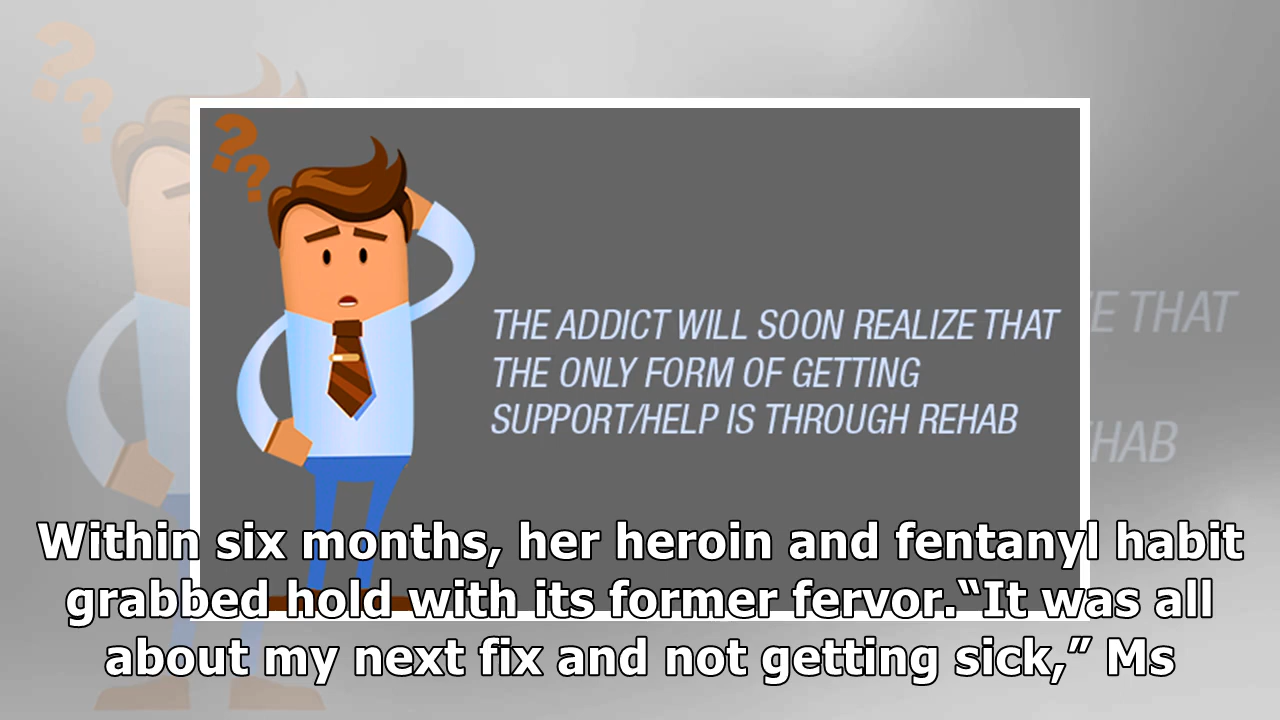 ??
??
THE ADDICT WILL SOON REALIZE THAT
THE ONLY FORM OF GETTING
SUPPORT/HELP IS THROUGH REHAB
E THAT
HAB
Within six months, her heroin and fentanyl habit
grabbed hold with its former fervor.“It was all
about my next fix and not getting sick,” Ms